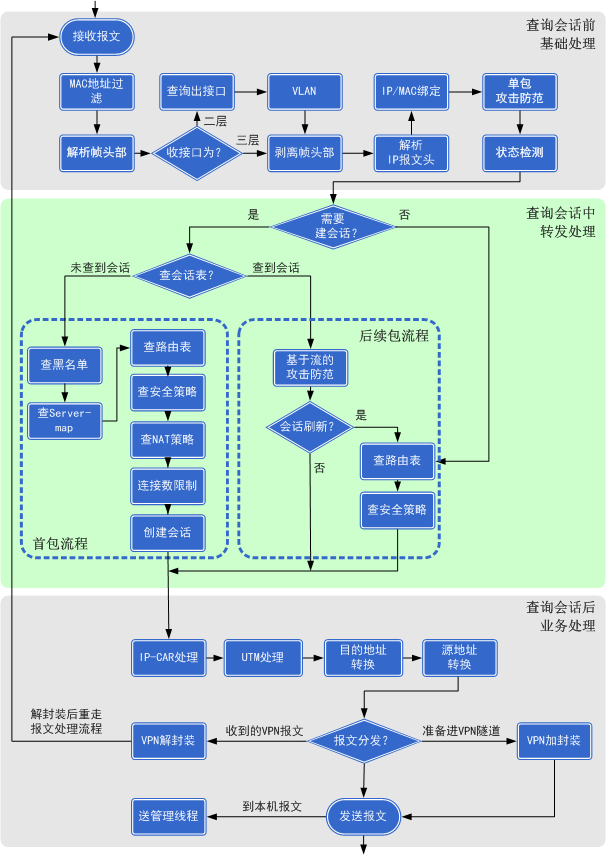 查询会话前
基础处理
接收报文
MAC地址过
滤
查询出接口
VLAN
IP/MAC绑定
单包
攻击防范
二层
三层
解析帧头部
收接口为？
剥离帧头部
解析
IP报文头
状态检测
查询会话中
转发处理
是
需要
建会话？
否
未查到会话
查会话表？
查到会话
后续包流程
查黑名单
查Server-
map
查路由表
查安全策略
查NAT策略
连接数限制
创建会话
首包流程
基于流的
攻击防范
会话刷新？
是
否
查路由表
查安全策略
查询会话后
业务处理
IP-CAR处理
UTM处理
目的地址
转换
源地址
转换
解封装后重走
报文处理流程
VPN解封装
收到的VPN报文
报文分发？
准备进VPN隧道
VPN加封装
送管理线程
到本机报文
发送报文